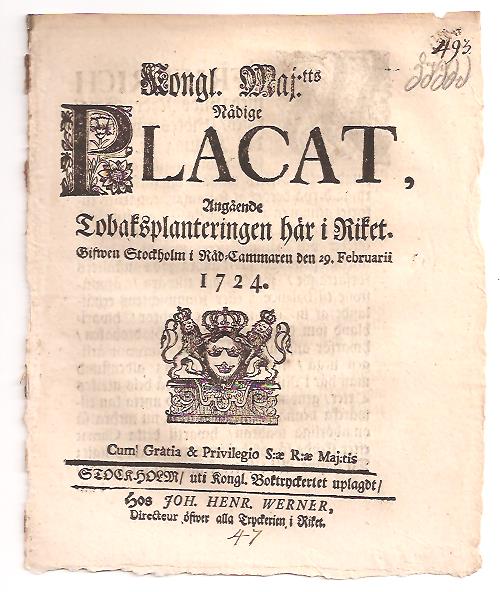 493.
Kongl. Maj:tts
Nådige
PLACAT,
Angående
Tobaksplanteringen här i Riket.
Gifwen Stockholm i Råd-Cammaren den 29. Februarii
1724.
Cum Gratia & Privilegio S:æ R:æ Maj:tis
STOCKHOLM/ uti Kongl. Boktryckeriet uplagdt/
Hos JOH. HENR. WERNER,
Directeur öfwer alla Tryckerien i Riket.
47